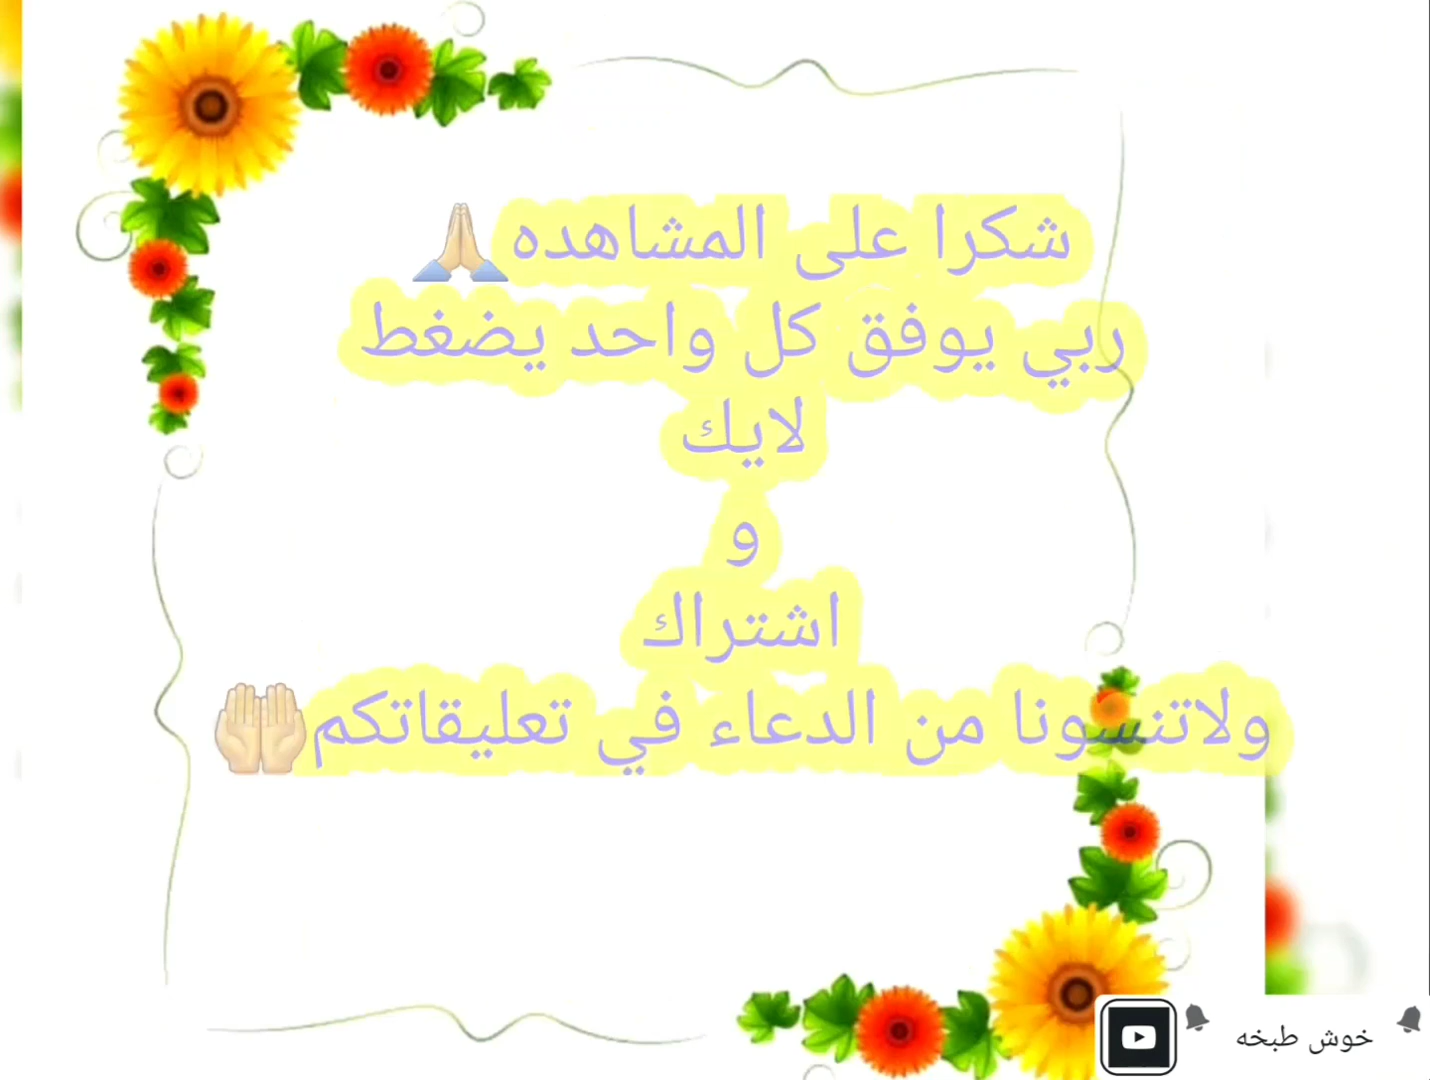 شكرا على المشاهده🙏🏻
ربي يوفق كل واحد يضغط
لايك
و
اشتراك
ولاتنسونا من الدعاء في تعليقاتكم🤲🏻
خوش طبخه